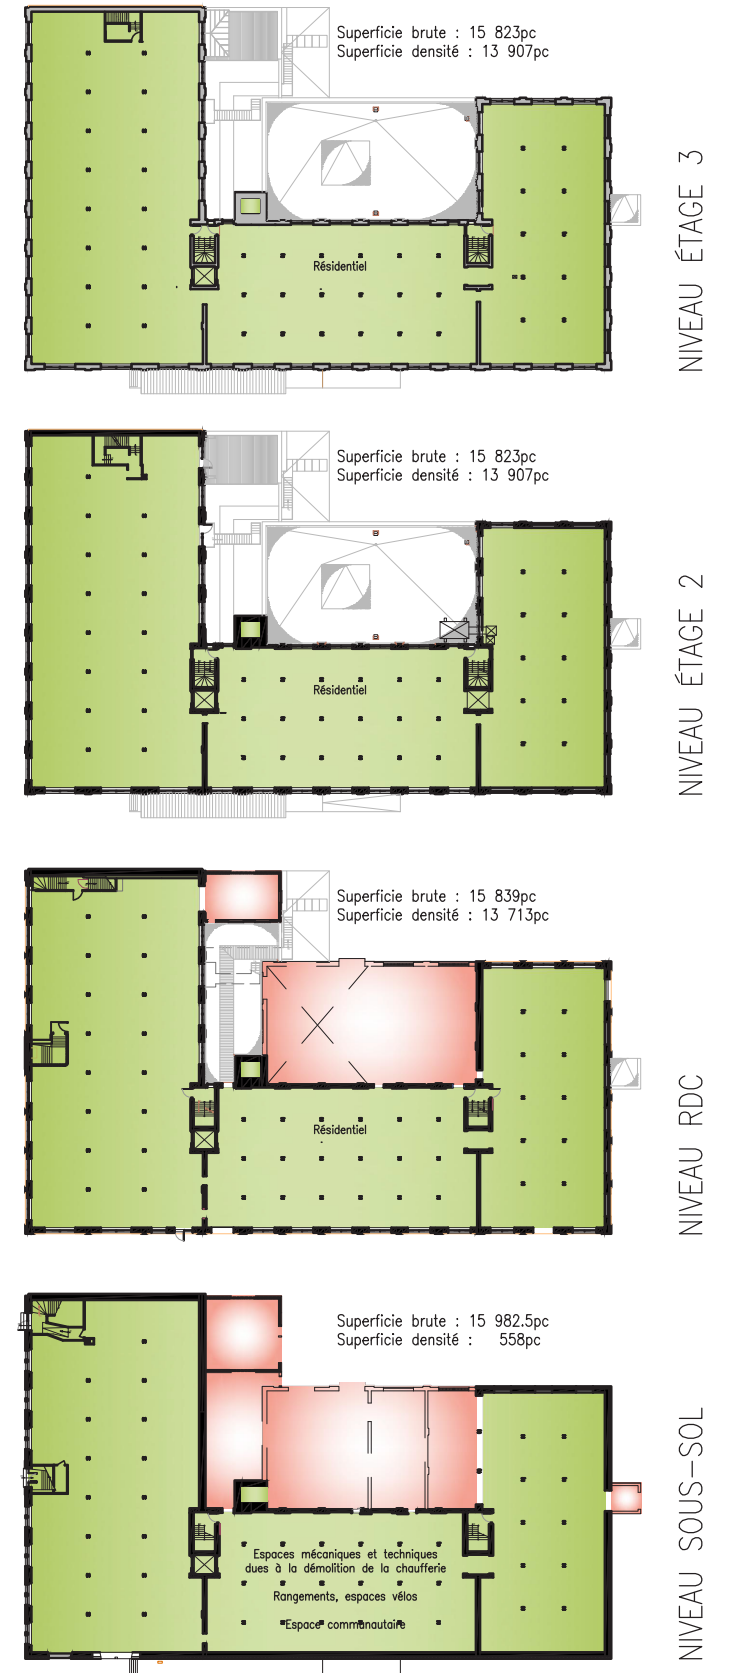 Superficie brute : 15 823pc
Superficie densité : 13 907pc
Résidentiel
NIVEAU ÉTAGE 3
Superficie brute : 15 823pc
Superficie densité : 13 907pc
Résidentiel
NIVEAU ÉTAGE 2
Superficie brute : 15 839pc
Superficie densité : 13 713pc
Résidentiel
NIVEAU RDC
Superficie brute : 15 982.5pc
Superficie densité : 558pc
Espaces mécaniques et techniques
dues à la démolition de la chaufferie
Rangements, espaces vélos
Espace communautaire
NIVEAU SOUS-SOL